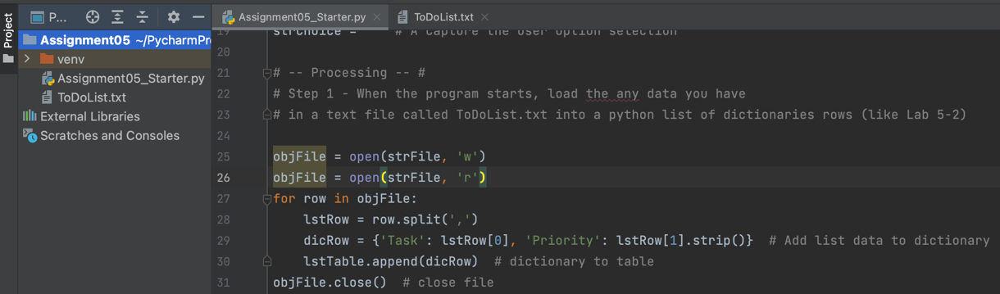 Project
P...
Assignment05_Starter.py
ToDoList.txt
Assignment05 ~/PycharmPr
venv
Assignment05_Starter.py
ToDoList.txt
External Libraries
Scratches and Consoles
19 strChoice = # A Capture the user option selection
20
21 # -- Processing -- #
22 # Step 1 - When the program starts, load the any data you have
23 # in a text file called ToDoList.txt into a python list of dictionaries rows (like Lab 5-2)
24
25 objFile = open(strFile, 'w')
26 objFile = open(strFile, 'r')
27 for row in objFile:
28 lstRow = row.split(',')
29 dicRow = {'Task': lstRow[0], 'Priority': lstRow[1].strip()} # Add list data to dictionary
30 lstTable.append(dicRow) # dictionary to table
31 objFile.close() # close file